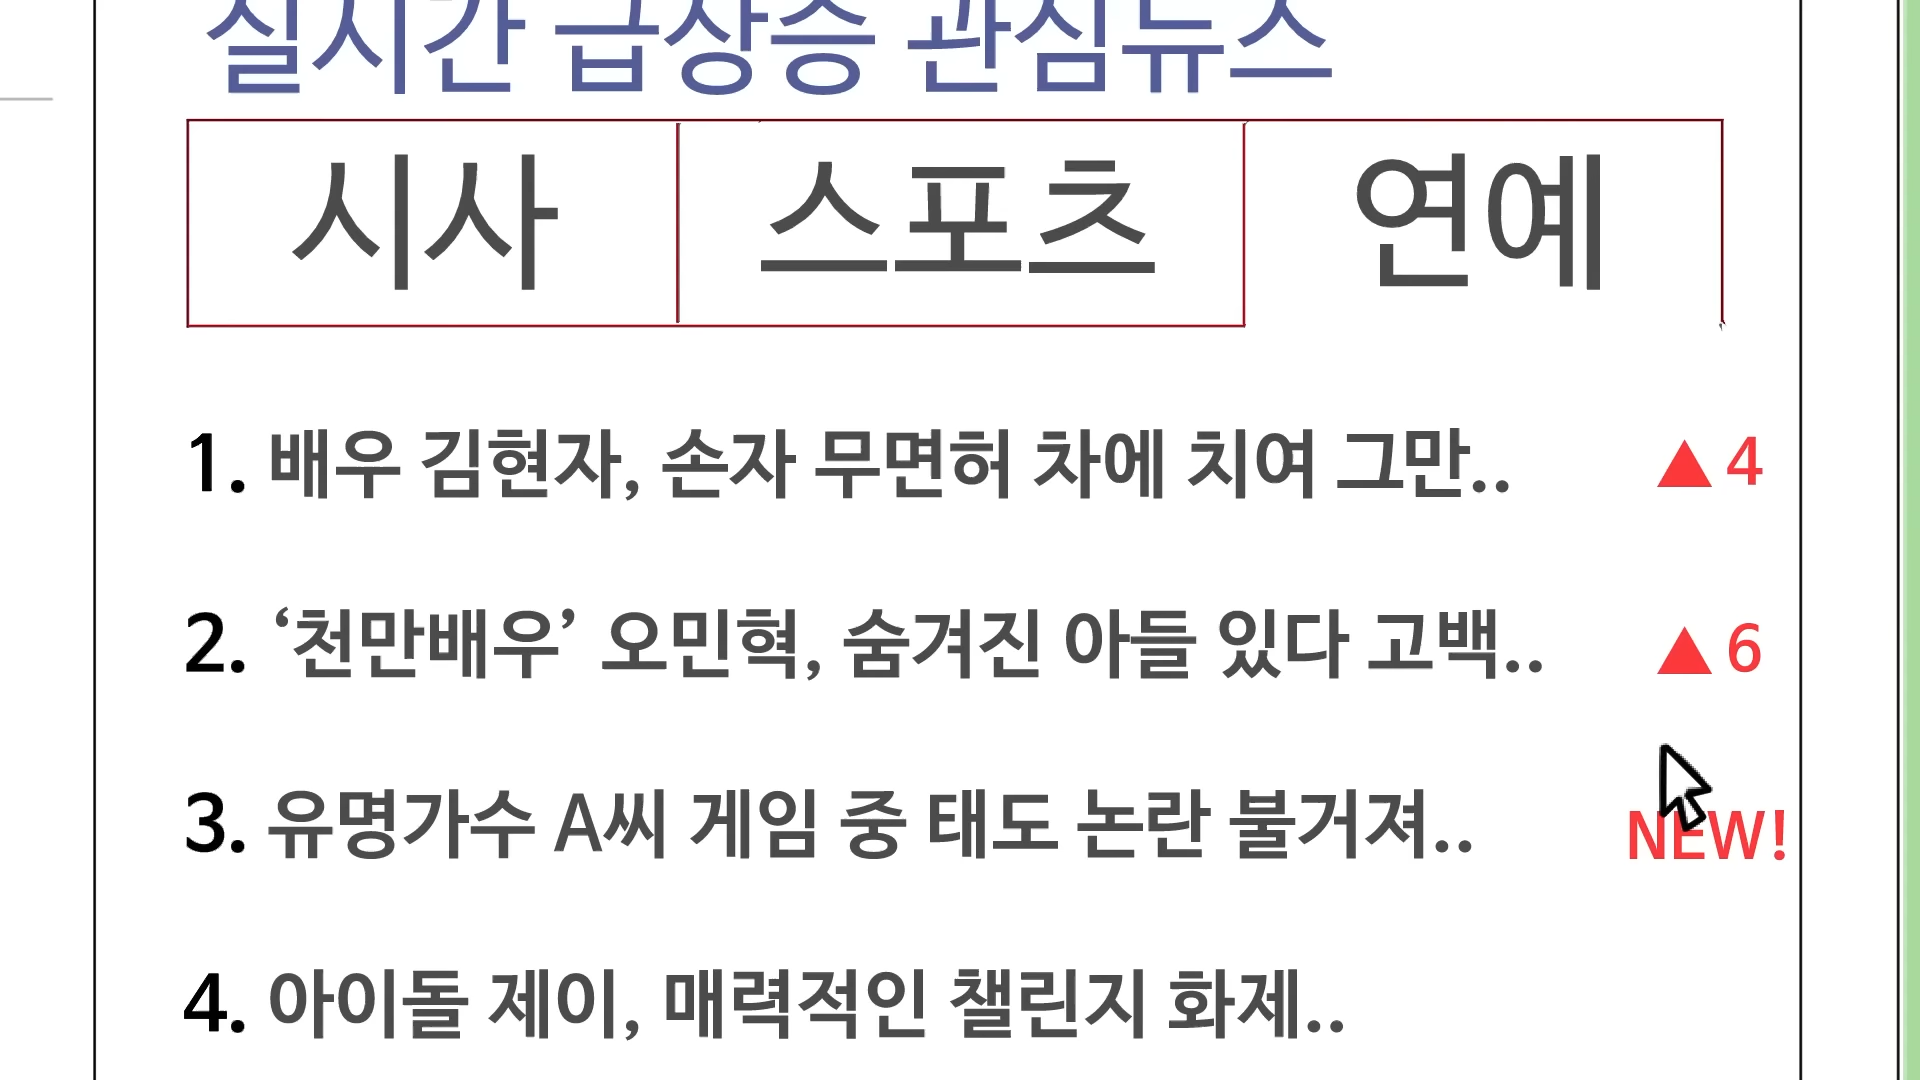 실시간 급상승 관심뉴스
시사 스포츠 연예
1. 배우 김현자, 손자 무면허 차에 치여 그만.. ▲4
2. ‘천만배우’ 오민혁, 숨겨진 아들 있다 고백.. ▲6
3. 유명가수 A씨 게임 중 태도 논란 불거져.. NEW!
4. 아이돌 제이, 매력적인 챌린지 화제..